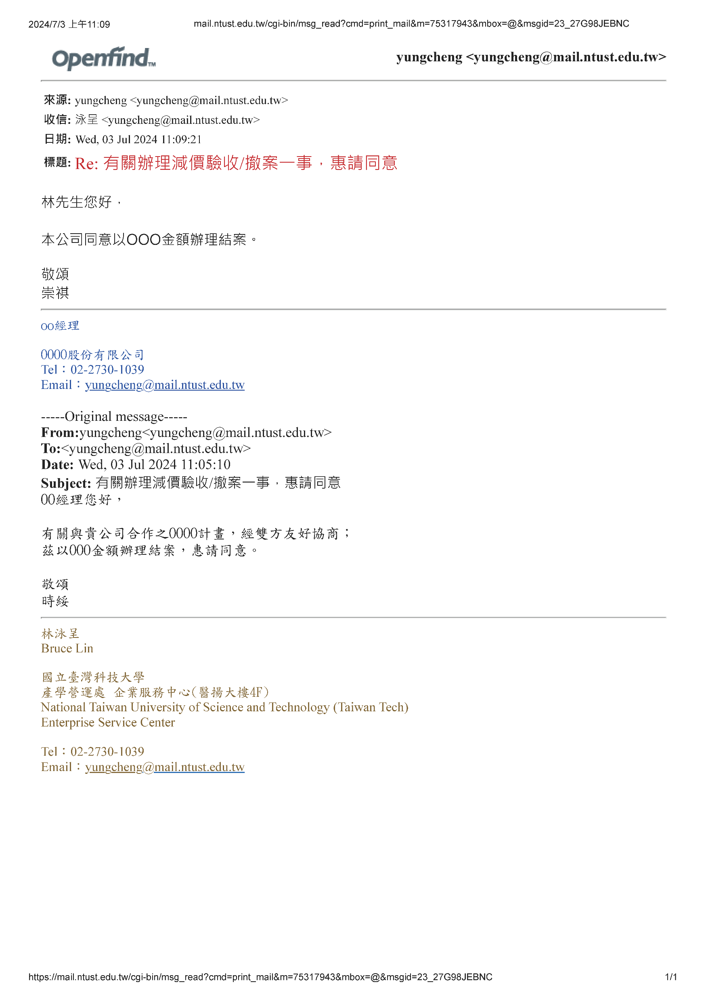 2024/7/3 上午11:09
mail.ntust.edu.tw/cgi-bin/msg_read?cmd=print_mail&m=75317943&mbox=@&msgid=23_27G98JEBNC
Openfind™
yungcheng <yungcheng@mail.ntust.edu.tw>
來源: yungcheng <yungcheng@mail.ntust.edu.tw>
收信: 泳呈 <yungcheng@mail.ntust.edu.tw>
日期: Wed, 03 Jul 2024 11:09:21
標題: Re: 有關辦理減價驗收/撤案一事，惠請同意
林先生您好，
本公司同意以OOO金額辦理結案。
敬頌
崇祺
oo經理
0000股份有限公司
Tel：02-2730-1039
Email：yungcheng@mail.ntust.edu.tw
-----Original message-----
From:yungcheng<yungcheng@mail.ntust.edu.tw>
To:<yungcheng@mail.ntust.edu.tw>
Date: Wed, 03 Jul 2024 11:05:10
Subject: 有關辦理減價驗收/撤案一事，惠請同意
00經理您好，
有關與貴公司合作之0000計畫，經雙方友好協商；
茲以000金額辦理結案，惠請同意。
敬頌
時綏
林泳呈
Bruce Lin
國立臺灣科技大學
產學營運處 企業服務中心(醫揚大樓4F)
National Taiwan University of Science and Technology (Taiwan Tech)
Enterprise Service Center
Tel：02-2730-1039
Email：yungcheng@mail.ntust.edu.tw
https://mail.ntust.edu.tw/cgi-bin/msg_read?cmd=print_mail&m=75317943&mbox=@&msgid=23_27G98JEBNC
1/1